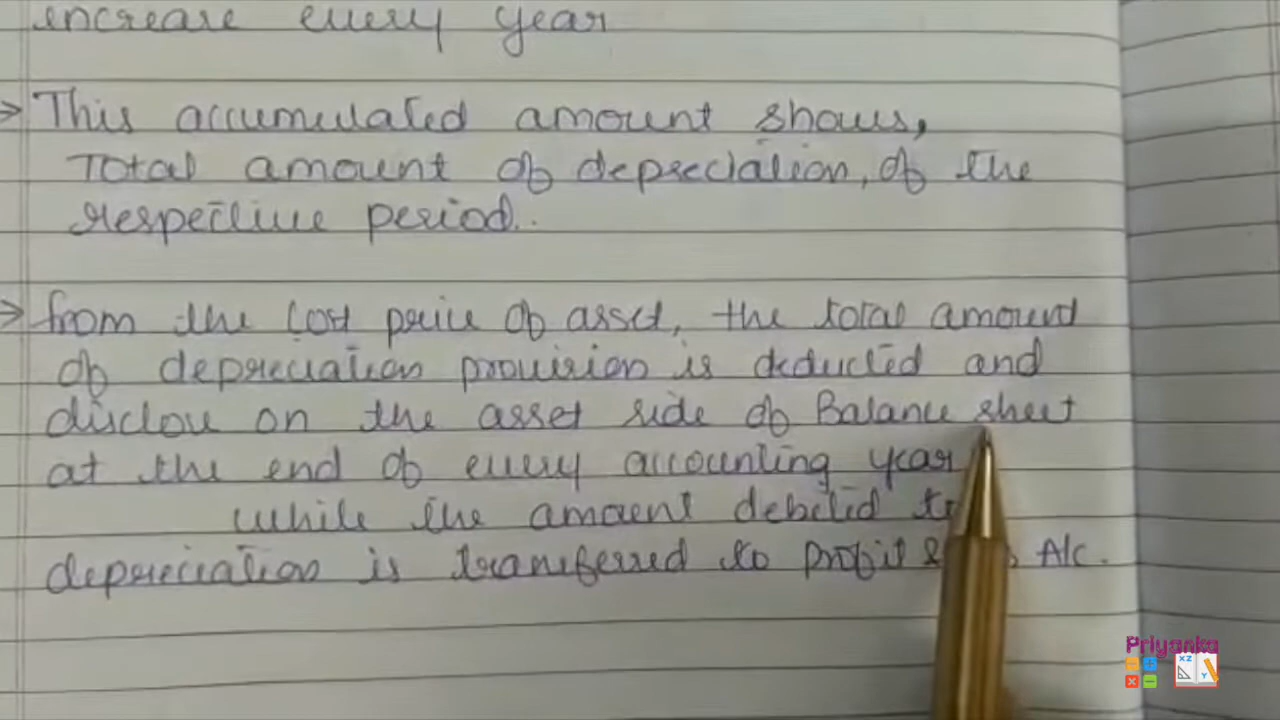 increase every year
→ This accumulated amount shows,
Total amount of depreciation, of the
respective period..
→ from the cost price of asset, the total amount
of depreciation provision is deducted and
disclose on the asset side of Balance sheet
at the end of every accounting year
while the amount debited
depreciation is transferred to profit & A/c.
Priyanka